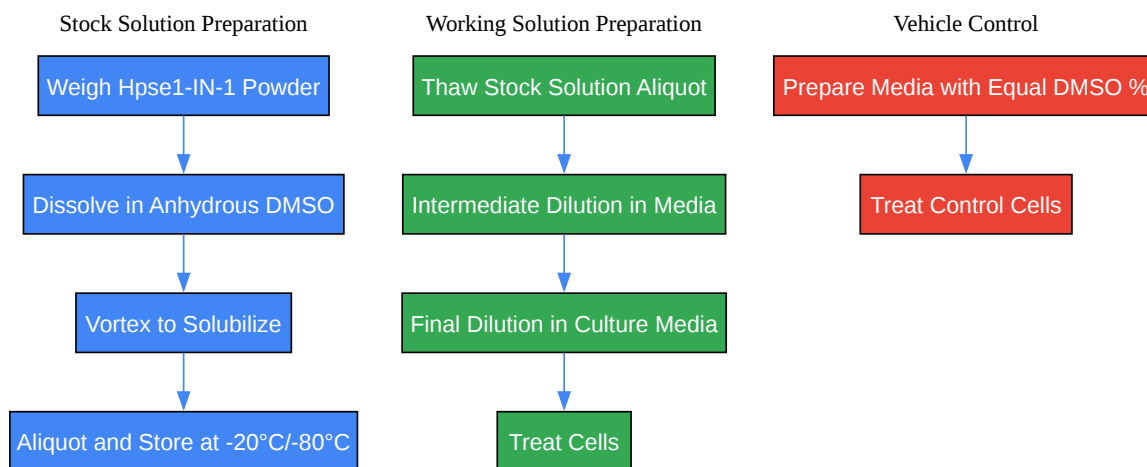 Stock Solution Preparation
Weigh Hpse1-IN-1 Powder
Dissolve in Anhydrous DMSO
Vortex to Solubilize
Aliquot and Store at -20°C/-80°C
Working Solution Preparation
Thaw Stock Solution Aliquot
Intermediate Dilution in Media
Final Dilution in Culture Media
Treat Cells
Vehicle Control
Prepare Media with Equal DMSO %
Treat Control Cells